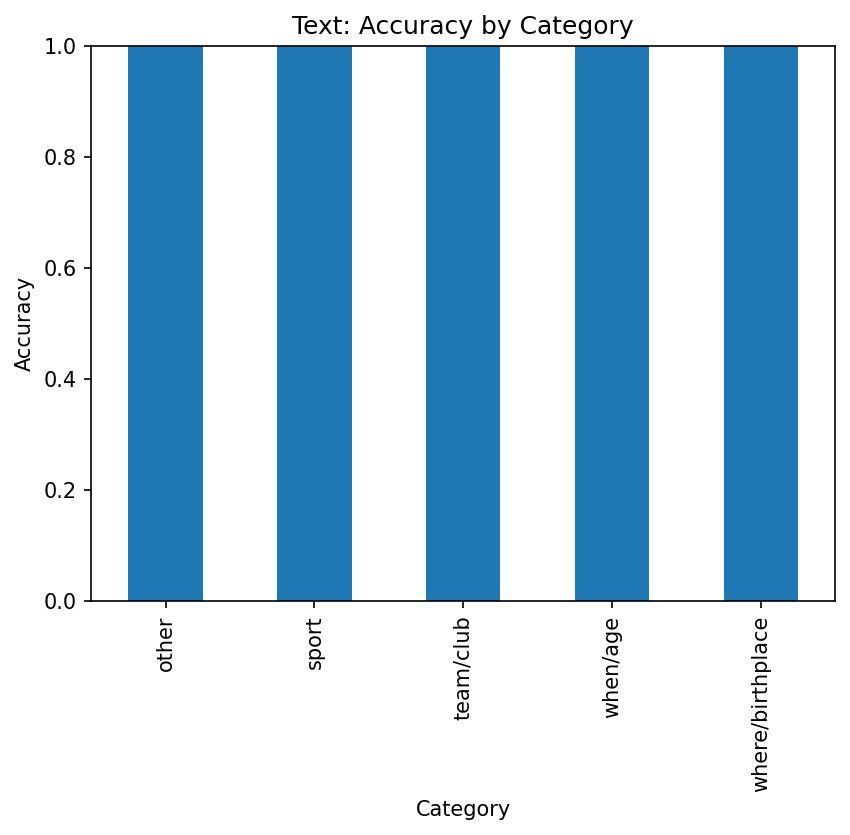 Text: Accuracy by Category
1.0
0.8
0.6
0.4
0.2
0.0
Accuracy
other
sport
team/club
when/age
where/birthplace
Category